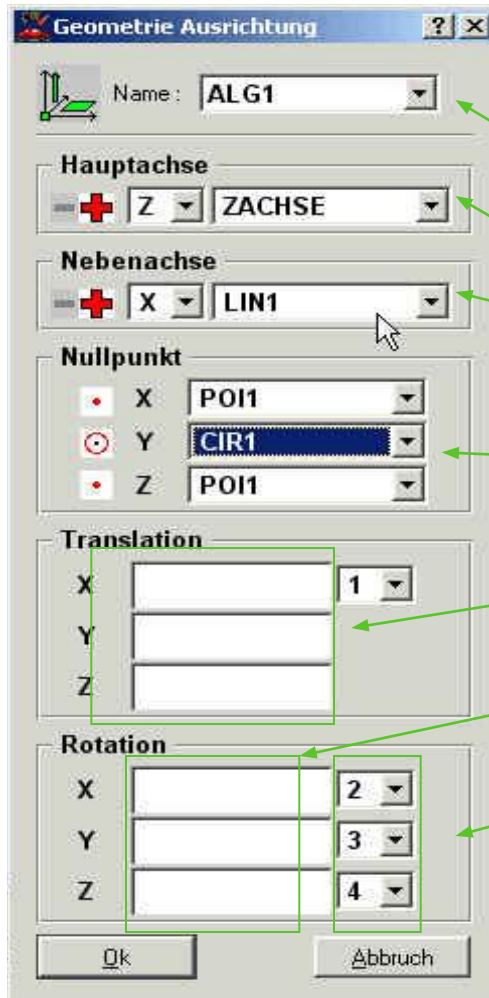 Geometrie Ausrichtung
Name : ALG1
Hauptachse
Z ZACHSE
Nebenachse
X LIN1
Nullpunkt
X POI1
Y CIR1
Z POI1
Translation
X 1
Y
Z
Rotation
X 2
Y 3
Z 4
Ok Abbruch